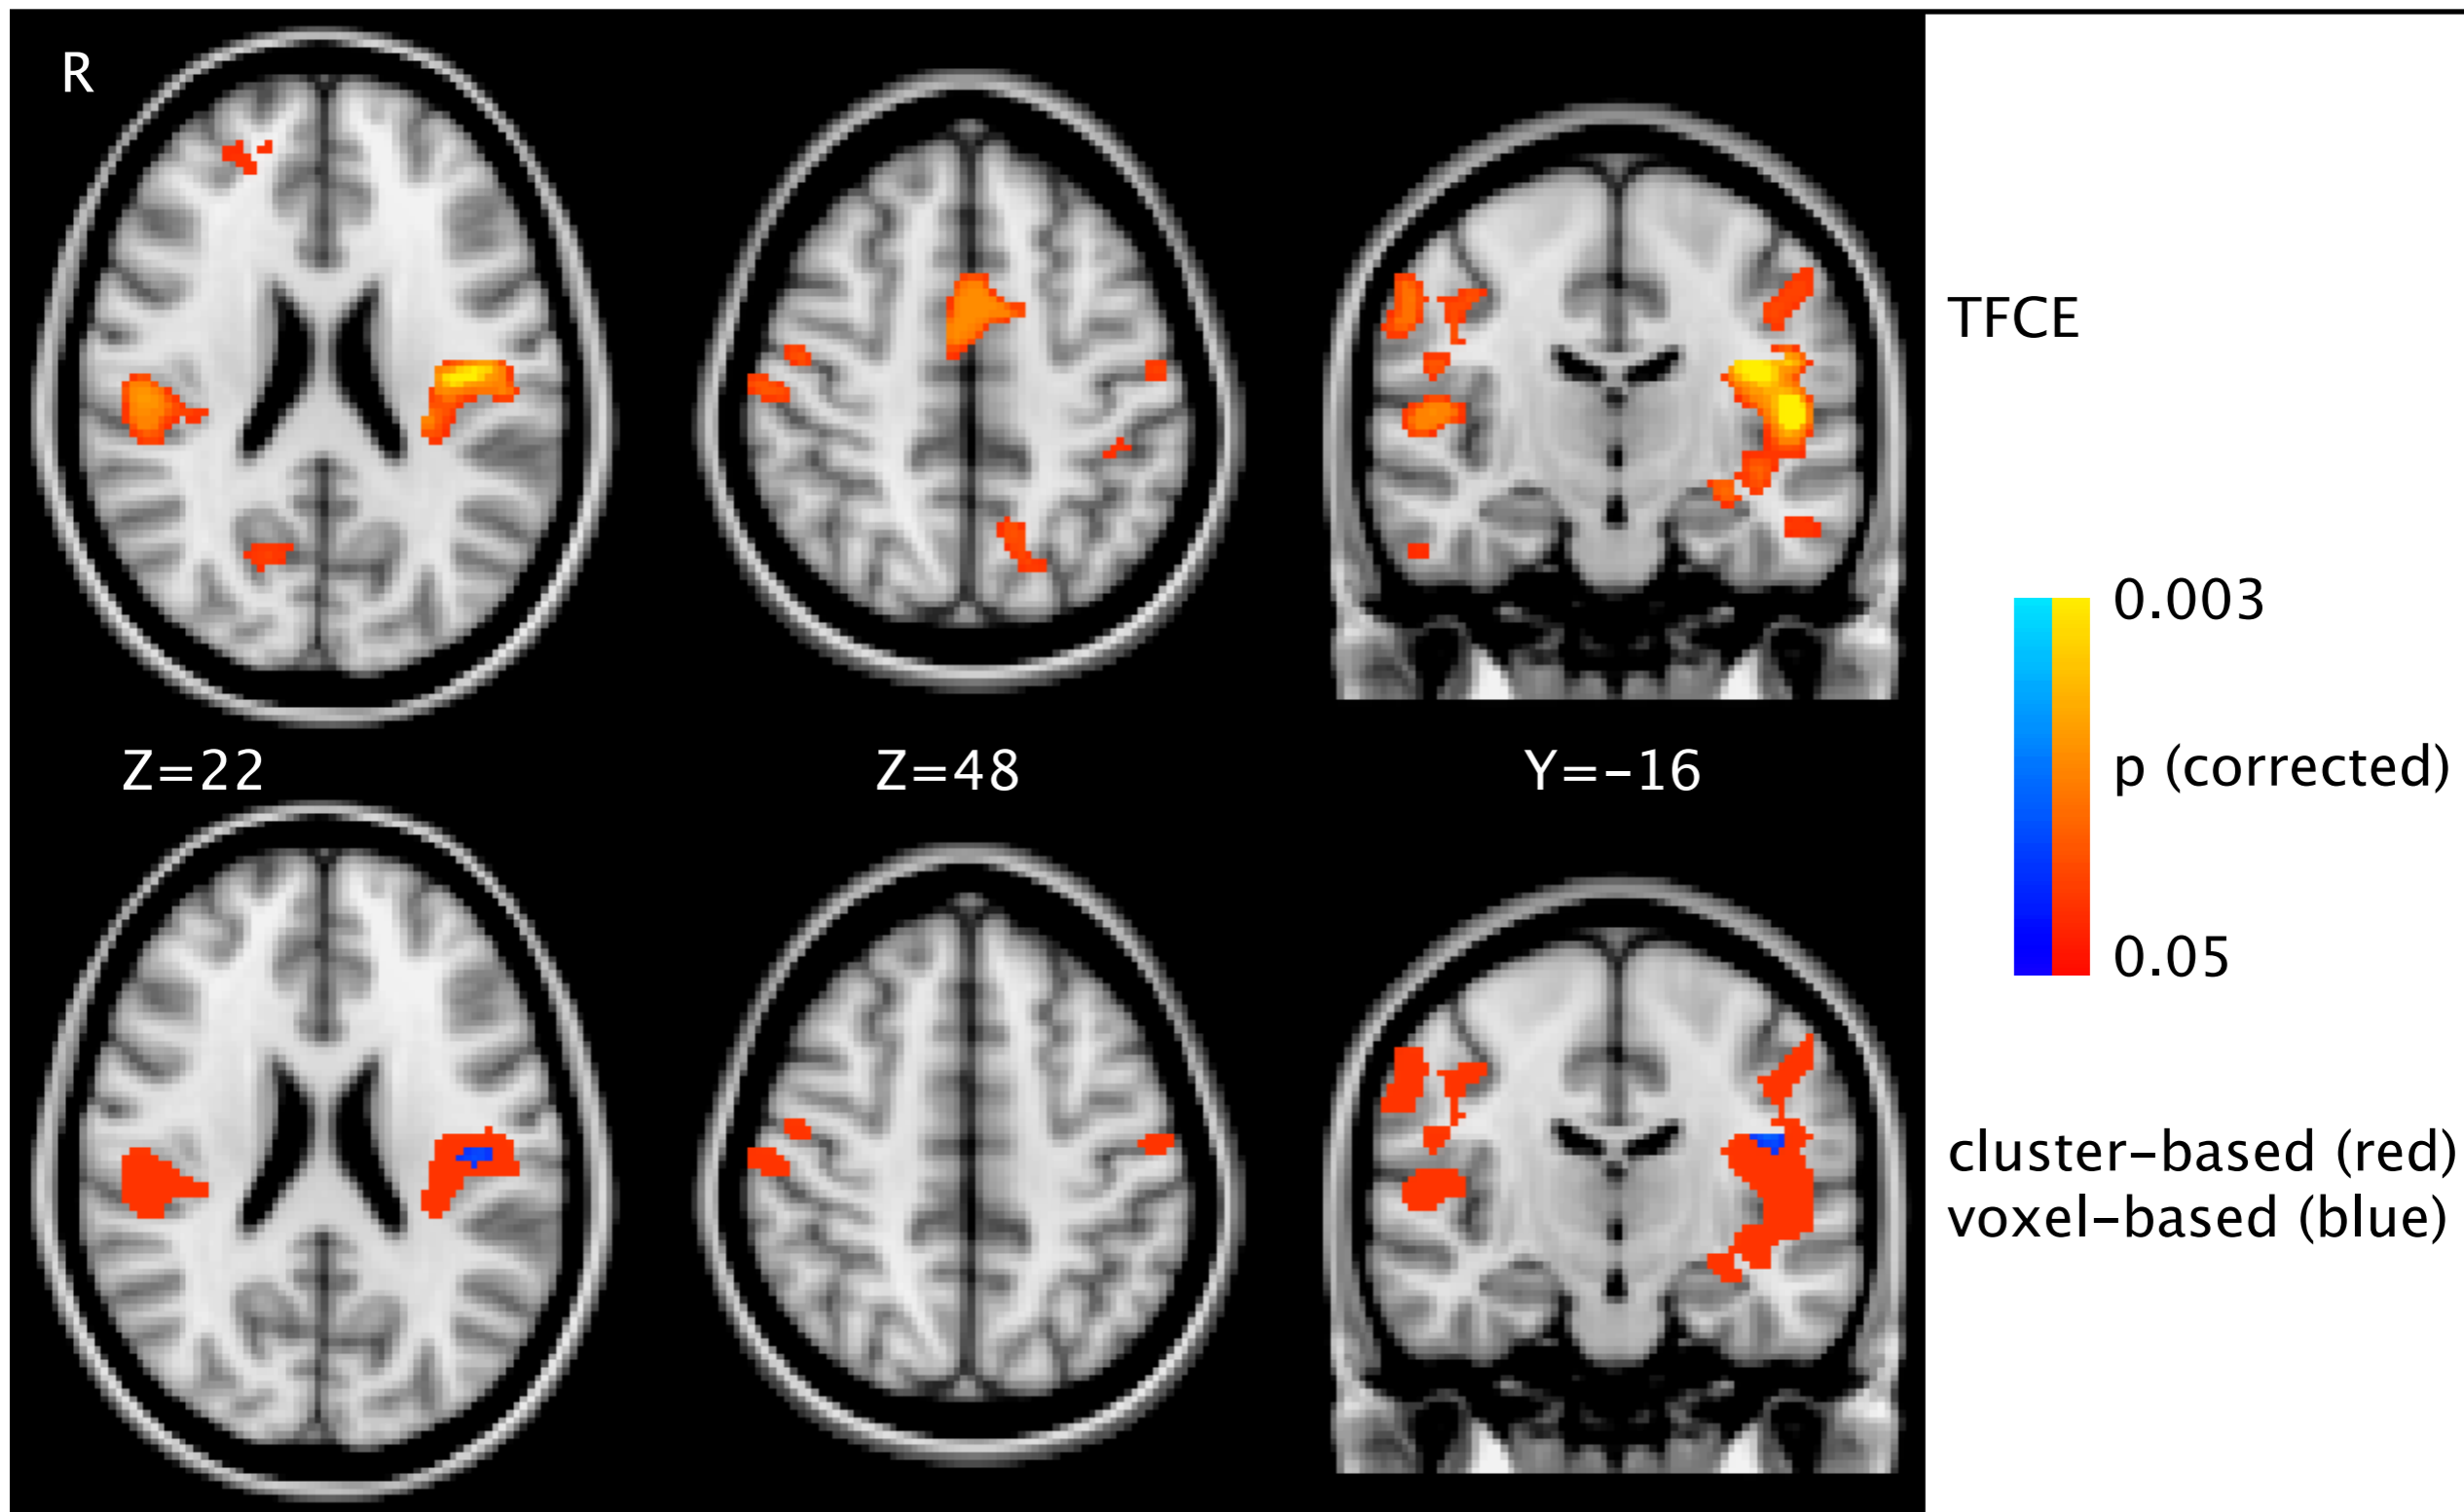 R
TFCE
0.003
Z=22
Z=48
Y=-16
p (corrected)
0.05
cluster-based (red)
voxel-based (blue)